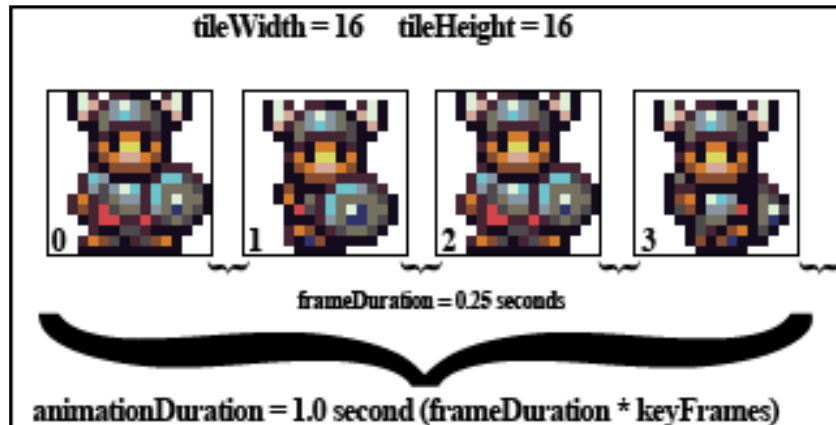 tileWidth = 16 tileHeight = 16
0 1 2 3
frameDuration = 0.25 seconds
animationDuration = 1.0 second (frameDuration * keyFrames)